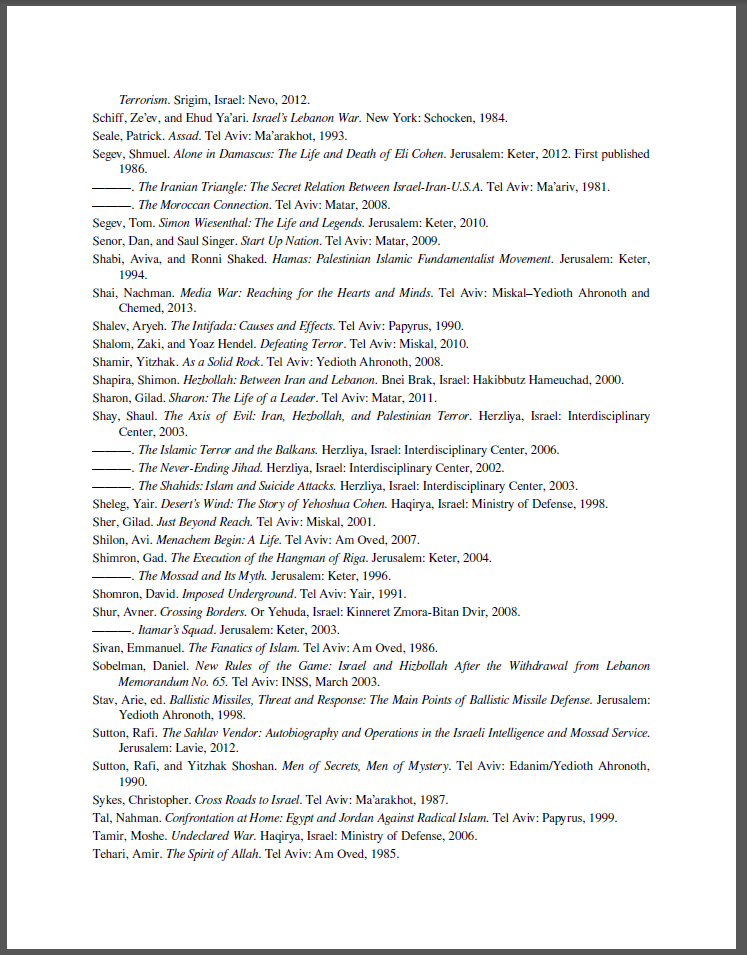 Terrorism. Srigim, Israel: Nevo, 2012.
Schiff, Ze’ev, and Ehud Ya’ari. Israel’s Lebanon War. New York: Schocken, 1984.
Seale, Patrick. Assad. Tel Aviv: Ma’arakhot, 1993.
Segev, Shmuel. Alone in Damascus: The Life and Death of Eli Cohen. Jerusalem: Keter, 2012. First published
1986.
———. The Iranian Triangle: The Secret Relation Between Israel-Iran-U.S.A. Tel Aviv: Ma’ariv, 1981.
———. The Moroccan Connection. Tel Aviv: Matar, 2008.
Segev, Tom. Simon Wiesenthal: The Life and Legends. Jerusalem: Keter, 2010.
Senor, Dan, and Saul Singer. Start Up Nation. Tel Aviv: Matar, 2009.
Shabi, Aviva, and Ronni Shaked. Hamas: Palestinian Islamic Fundamentalist Movement. Jerusalem: Keter,
1994.
Shai, Nachman. Media War: Reaching for the Hearts and Minds. Tel Aviv: Miskal–Yedioth Ahronoth and
Chemed, 2013.
Shalev, Aryeh. The Intifada: Causes and Effects. Tel Aviv: Papyrus, 1990.
Shalom, Zaki, and Yoaz Hendel. Defeating Terror. Tel Aviv: Miskal, 2010.
Shamir, Yitzhak. As a Solid Rock. Tel Aviv: Yedioth Ahronoth, 2008.
Shapira, Shimon. Hezbollah: Between Iran and Lebanon. Bnei Brak, Israel: Hakibbutz Hameuchad, 2000.
Sharon, Gilad. Sharon: The Life of a Leader. Tel Aviv: Matar, 2011.
Shay, Shaul. The Axis of Evil: Iran, Hezbollah, and Palestinian Terror. Herzliya, Israel: Interdisciplinary
Center, 2003.
———. The Islamic Terror and the Balkans. Herzliya, Israel: Interdisciplinary Center, 2006.
———. The Never-Ending Jihad. Herzliya, Israel: Interdisciplinary Center, 2002.
———. The Shahids: Islam and Suicide Attacks. Herzliya, Israel: Interdisciplinary Center, 2003.
Sheleg, Yair. Desert’s Wind: The Story of Yehoshua Cohen. Haqirya, Israel: Ministry of Defense, 1998.
Sher, Gilad. Just Beyond Reach. Tel Aviv: Miskal, 2001.
Shilon, Avi. Menachem Begin: A Life. Tel Aviv: Am Oved, 2007.
Shimron, Gad. The Execution of the Hangman of Riga. Jerusalem: Keter, 2004.
———. The Mossad and Its Myth. Jerusalem: Keter, 1996.
Shomron, David. Imposed Underground. Tel Aviv: Yair, 1991.
Shur, Avner. Crossing Borders. Or Yehuda, Israel: Kinneret Zmora-Bitan Dvir, 2008.
———. Itamar’s Squad. Jerusalem: Keter, 2003.
Sivan, Emmanuel. The Fanatics of Islam. Tel Aviv: Am Oved, 1986.
Sobelman, Daniel. New Rules of the Game: Israel and Hizbollah After the Withdrawal from Lebanon
Memorandum No. 65. Tel Aviv: INSS, March 2003.
Stav, Arie, ed. Ballistic Missiles, Threat and Response: The Main Points of Ballistic Missile Defense. Jerusalem:
Yedioth Ahronoth, 1998.
Sutton, Rafi. The Sahlav Vendor: Autobiography and Operations in the Israeli Intelligence and Mossad Service.
Jerusalem: Lavie, 2012.
Sutton, Rafi, and Yitzhak Shoshan. Men of Secrets, Men of Mystery. Tel Aviv: Edanim/Yedioth Ahronoth,
1990.
Sykes, Christopher. Cross Roads to Israel. Tel Aviv: Ma’arakhot, 1987.
Tal, Nahman. Confrontation at Home: Egypt and Jordan Against Radical Islam. Tel Aviv: Papyrus, 1999.
Tamir, Moshe. Undeclared War. Haqirya, Israel: Ministry of Defense, 2006.
Tehari, Amir. The Spirit of Allah. Tel Aviv: Am Oved, 1985.